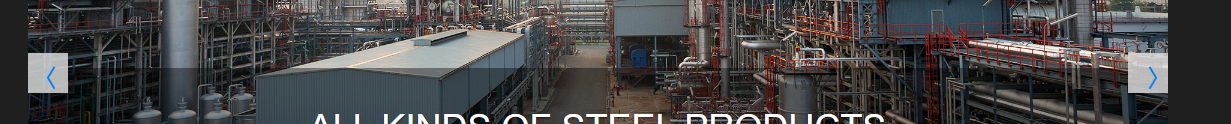 ALL KINDS OF STEEL PRODUCTS